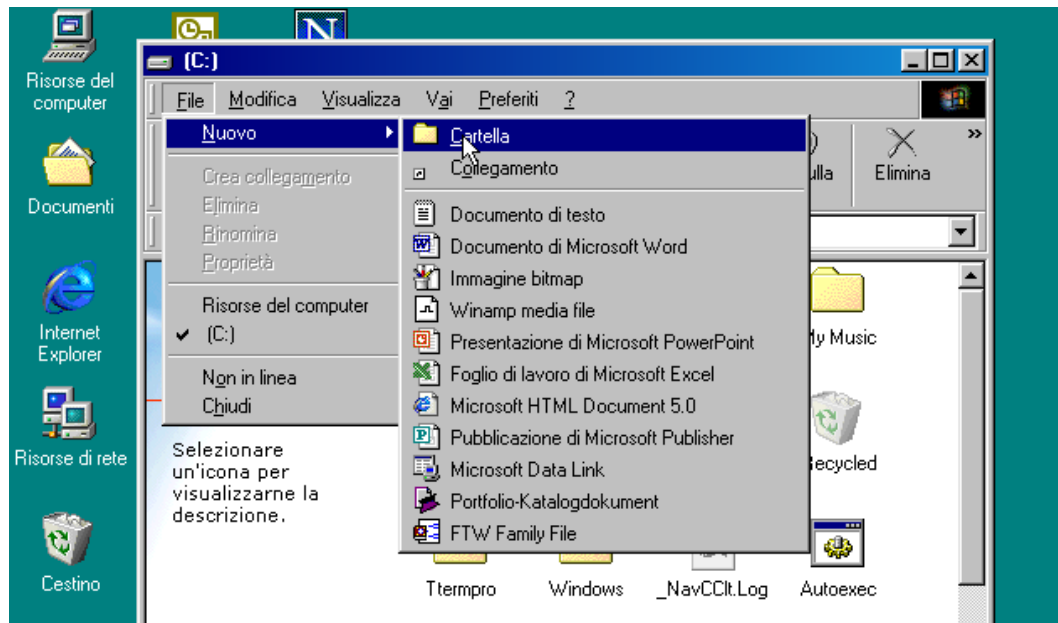 Risorse del
computer
Documenti
Internet
Explorer
Risorse di rete
Cestino
N
(C:)
File Modifica Visualizza Vai Preferiti ?
Nuovo
Crea collegamento
Elimina
Rinomina
Proprietà
Risorse del computer
(C:)
Non in linea
Chiudi
Cartella
Collegamento
Documento di testo
Documento di Microsoft Word
Immagine bitmap
Winamp media file
Presentazione di Microsoft PowerPoint
Foglio di lavoro di Microsoft Excel
Microsoft HTML Document 5.0
Pubblicazione di Microsoft Publisher
Microsoft Data Link
Portfolio-Katalogdokument
FTW Family File
Elimina
»
Selezionare
un'icona per
visualizzarne la
descrizione.
My Music
Recycled
Ttermpro Windows _NavCClt.Log Autoexec